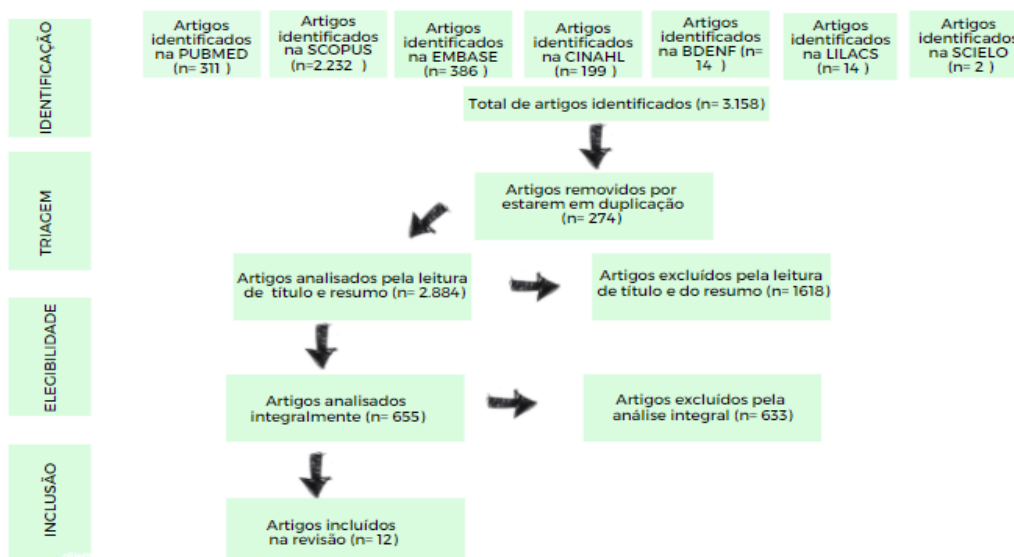 IDENTIFICAÇÃO
Artigos
identificados
na PUBMED
(n= 311 )
Artigos
identificados
na SCOPUS
(n=2.232 )
Artigos
identificados
na EMBASE
(n= 386 )
Artigos
identificados
na CINAHL
(n= 199 )
Artigos
identificados
na BDENF (n=
14 )
Artigos
identificados
na LILACS
(n= 14 )
Artigos
identificados
na SCIELO
(n= 2 )
Total de artigos identificados (n= 3.158)
TRIAGEM
Artigos removidos por
estarem em duplicação
(n= 274)
Artigos analisados pela leitura
de título e resumo (n= 2.884)
Artigos excluídos pela leitura
de título e do resumo (n= 1618)
ELEGIBILIDADE
Artigos analisados
integralmente (n= 655)
Artigos excluídos pela
análise integral (n= 633)
INCLUSÃO
Artigos incluídos
na revisão (n= 12)